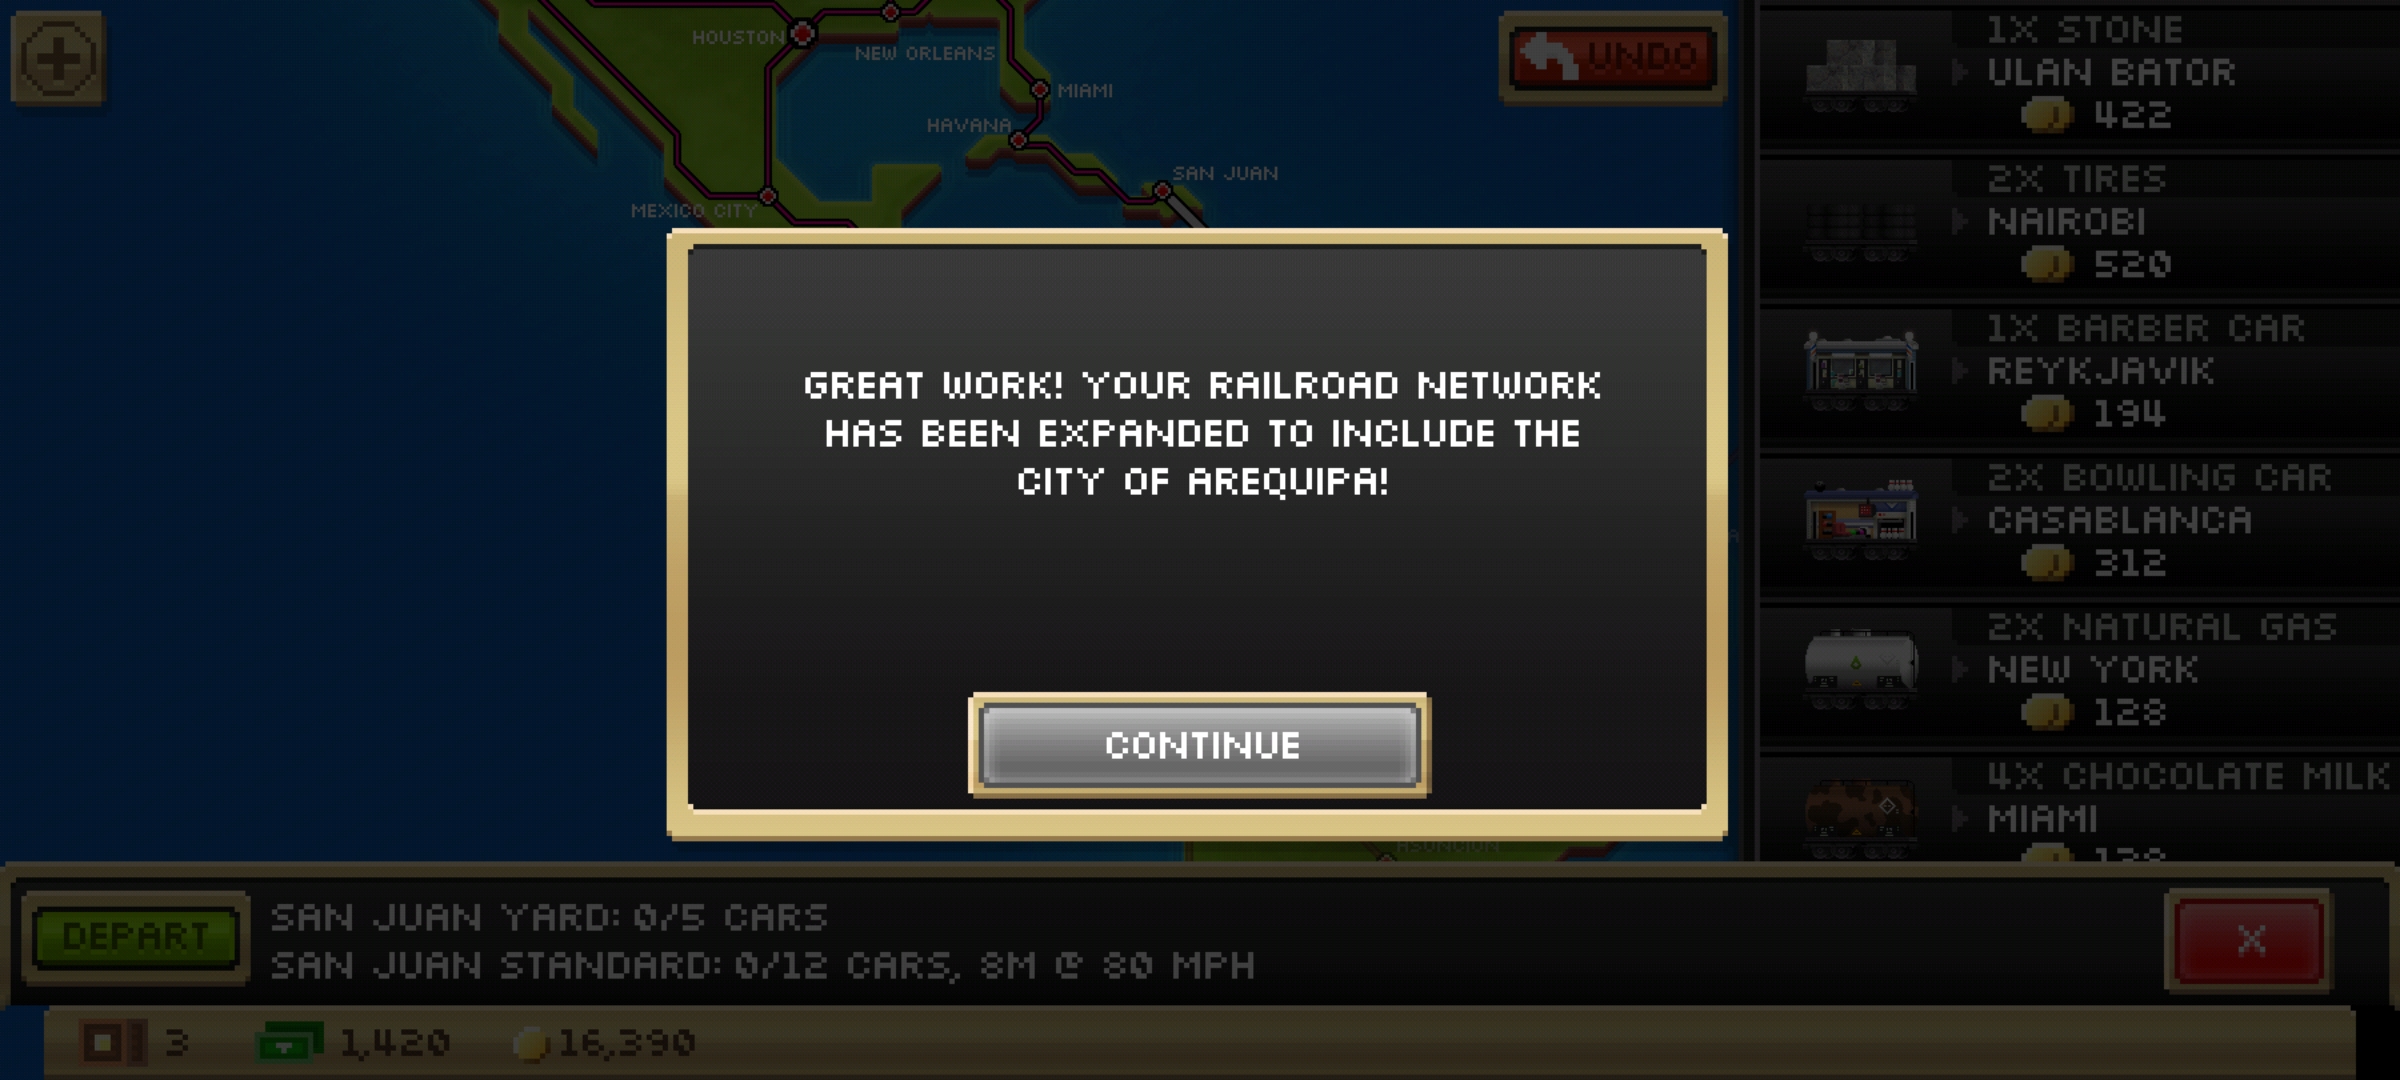 HOUSTON
NEW ORLEANS
MIAMI
HAVANA
SAN JUAN
MEXICO CITY
UNDO
GREAT WORK! YOUR RAILROAD NETWORK
HAS BEEN EXPANDED TO INCLUDE THE
CITY OF AREQUIPA!
CONTINUE
1X STONE
ULAN BATOR
422
2X TIRES
NAIROBI
520
1X BARBER CAR
REYKJAVIK
194
2X BOWLING CAR
CASABLANCA
312
2X NATURAL GAS
NEW YORK
128
4X CHOCOLATE MILK
MIAMI
128
ASUNCION
DEPART
SAN JUAN YARD: 0/5 CARS
SAN JUAN STANDARD: 0/12 CARS, 8M @ 80 MPH
X
3
1,420
16,390